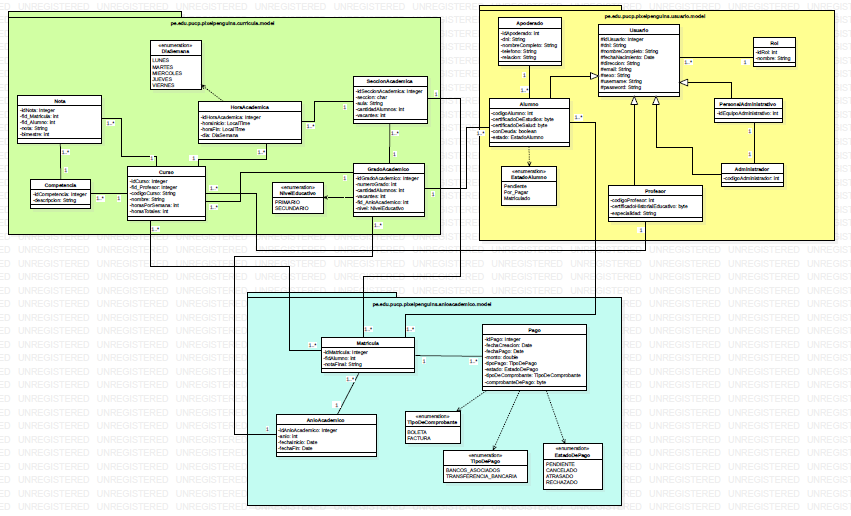 pe.edu.pucp.pixelpenguins.curricula.model
«enumeration»
DiaSemana
LUNES
MARTES
MIERCOLES
JUEVES
VIERNES
Nota
-idNota: Integer
-fid_Matricula: Int
-fid_Alumno: Int
-nota: String
-bimestre: Int
HoraAcademica
-idHoraAcademica: Integer
-horaInicio: LocalTime
-horaFin: LocalTime
-dia: DiaSemana
SeccionAcademica
-idSeccionAcademica: Integer
-seccion: char
-aula: String
-cantidadAlumnos: Int
-vacantes: Int
Competencia
-idCompetencia: Integer
-descripcion: String
Curso
-idCurso: Integer
-fid_Profesor: Integer
-codigoCurso: String
-nombre: String
-horasPorSemana: Int
-horasTotales: Int
«enumeration»
NivelEducativo
PRIMARIO
SECUNDARIO
GradoAcademico
-idGradoAcademico: Integer
-numeroGrado: Int
-cantidadAlumnos: Int
-vacantes: Int
-fid_AnioAcademico: Int
-nivel: NivelEducativo
pe.edu.pucp.pixelpenguins.usuario.model
Apoderado
-idApoderado: Int
-dni: String
-nombreCompleto: String
-telefono: String
-relacion: String
Usuario
#idUsuario: Integer
#dni: String
#nombreCompleto: String
#fechaNacimiento: Date
#direccion: String
#email: String
#sexo: String
#username: String
#password: String
Rol
-idRol: Int
-nombre: String
Alumno
-codigoAlumno: Int
-certificadoDeEstudios: byte
-certificadoDeSalud: byte
-conDeuda: boolean
-estado: EstadoAlumno
PersonalAdministrativo
-idEquipoAdministrativo: Int
«enumeration»
EstadoAlumno
Pendiente
Por_Pagar
Matriculado
Administrador
-codigoAdministrador: Int
Profesor
-codigoProfesor: Int
-certificadoHistorialEducativo: byte
-especialidad: String
pe.edu.pucp.pixelpenguins.anioacademico.model
Matricula
-idMatricula: Integer
-fidAlumno: Int
-notaFinal: String
Pago
-idPago: Integer
-fechaCreacion: Date
-fechaPago: Date
-monto: double
-tipoPago: TipoDePago
-estado: EstadoDePago
-tipoDeComprobante: TipoDeComprobante
-comprobanteDePago: byte
AnioAcademico
-idAnioAcademico: Integer
-anio: Int
-fechaInicio: Date
-fechaFin: Date
«enumeration»
TipoDeComprobante
BOLETA
FACTURA
«enumeration»
TipoDePago
BANCOS_ASOCIADOS
TRANSFERENCIA_BANCARIA
«enumeration»
EstadoDePago
PENDIENTE
CANCELADO
ATRASADO
RECHAZADO